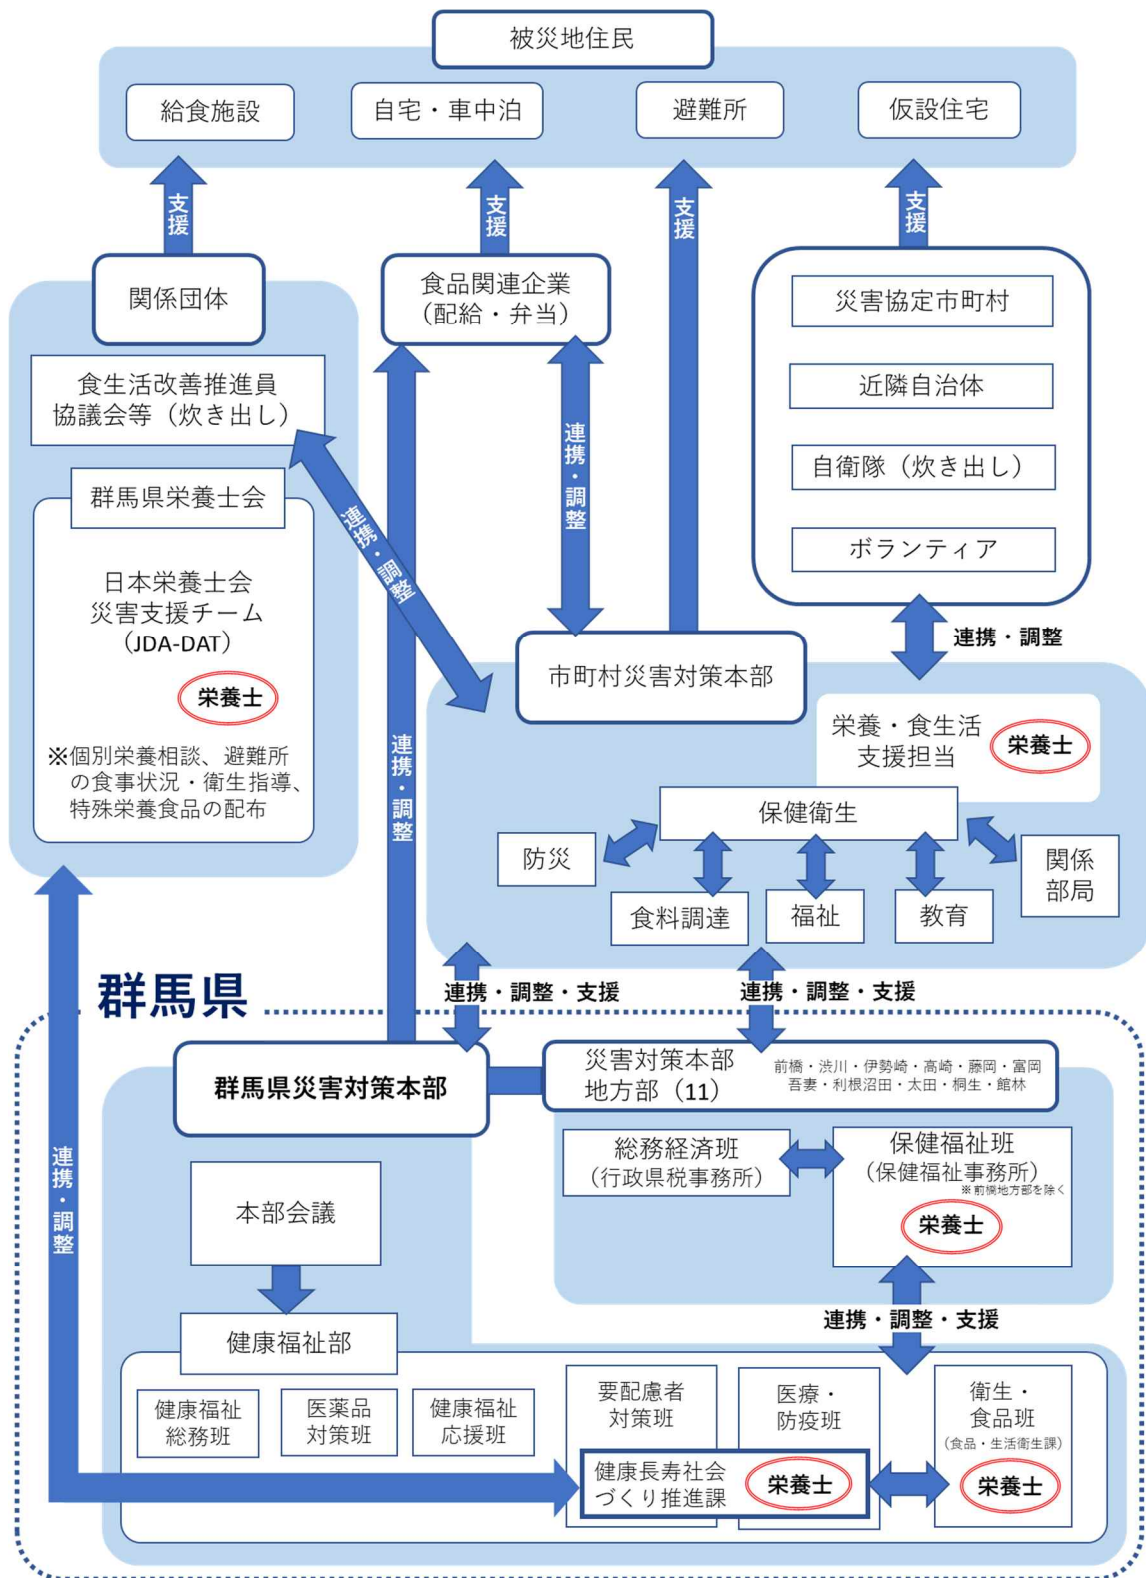 被災地住民
給食施設
自宅・車中泊
避難所
仮設住宅
支援
支援
支援
支援
関係団体
食品関連企業
（配給・弁当）
災害協定市町村
近隣自治体
自衛隊（炊き出し）
ボランティア
食生活改善推進員
協議会等（炊き出し）
群馬県栄養士会
日本栄養士会
災害支援チーム
（JDA-DAT）
栄養士
※個別栄養相談、避難所
の食事状況・衛生指導、
特殊栄養食品の配布
連携・調整
連携・調整
連携・調整
連携・調整
市町村災害対策本部
栄養・食生活
支援担当
栄養士
保健衛生
防災
食料調達
福祉
教育
関係
部局
連携・調整・支援
連携・調整・支援
群馬県
群馬県災害対策本部
災害対策本部
地方部（11）
前橋・渋川・伊勢崎・高崎・藤岡・富岡
吾妻・利根沼田・太田・桐生・館林
総務経済班
（行政県税事務所）
保健福祉班
（保健福祉事務所）
※前橋地方部を除く
栄養士
連携・調整
本部会議
連携・調整・支援
健康福祉部
健康福祉
総務班
医薬品
対策班
健康福祉
応援班
要配慮者
対策班
医療・
防疫班
衛生・
食品班
（食品・生活衛生課）
健康長寿社会
づくり推進課
栄養士
栄養士